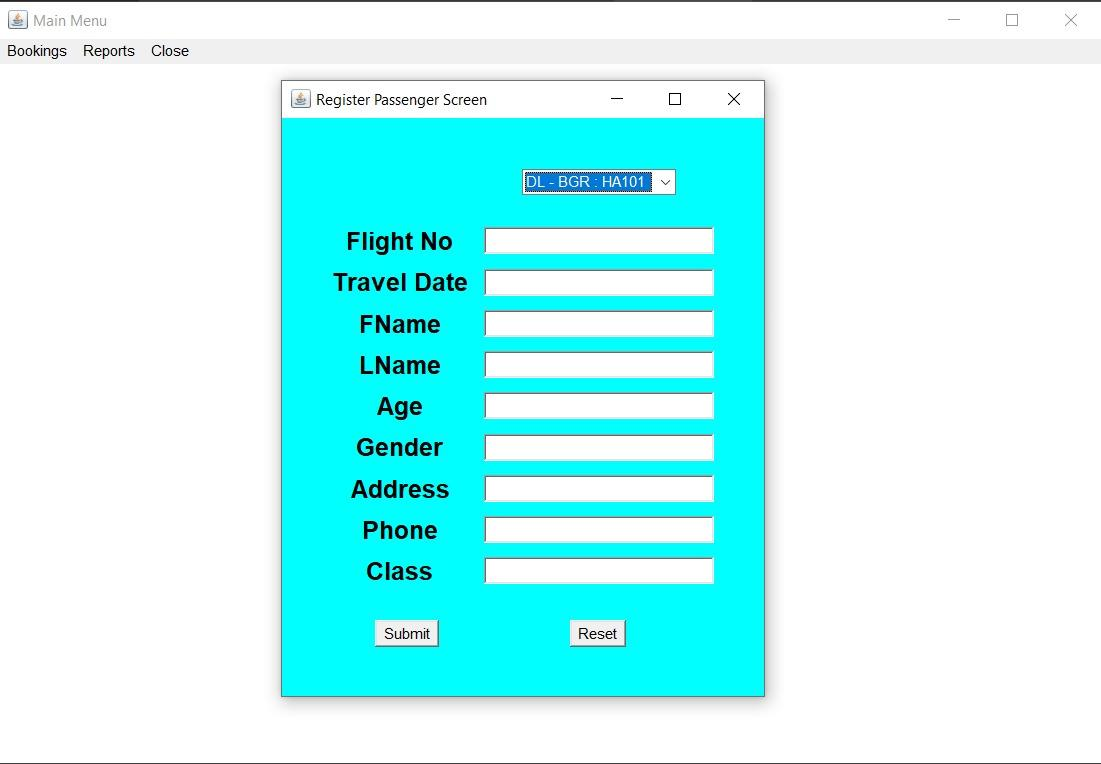 Main Menu
Bookings Reports Close
Register Passenger Screen
DL - BGR : HA101
Flight No
Travel Date
FName
LName
Age
Gender
Address
Phone
Class
Submit Reset